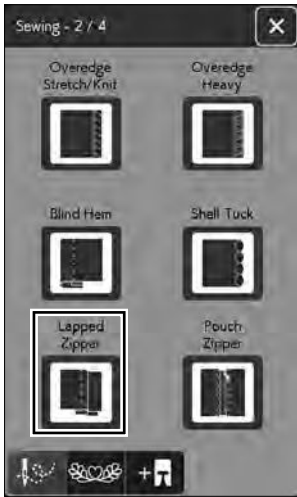 Sewing - 2 / 4
Overedge
Stretch/Knit
Overedge
Heavy
Blind Hem
Shell Tuck
Lapped
Zipper
Pouch
Zipper